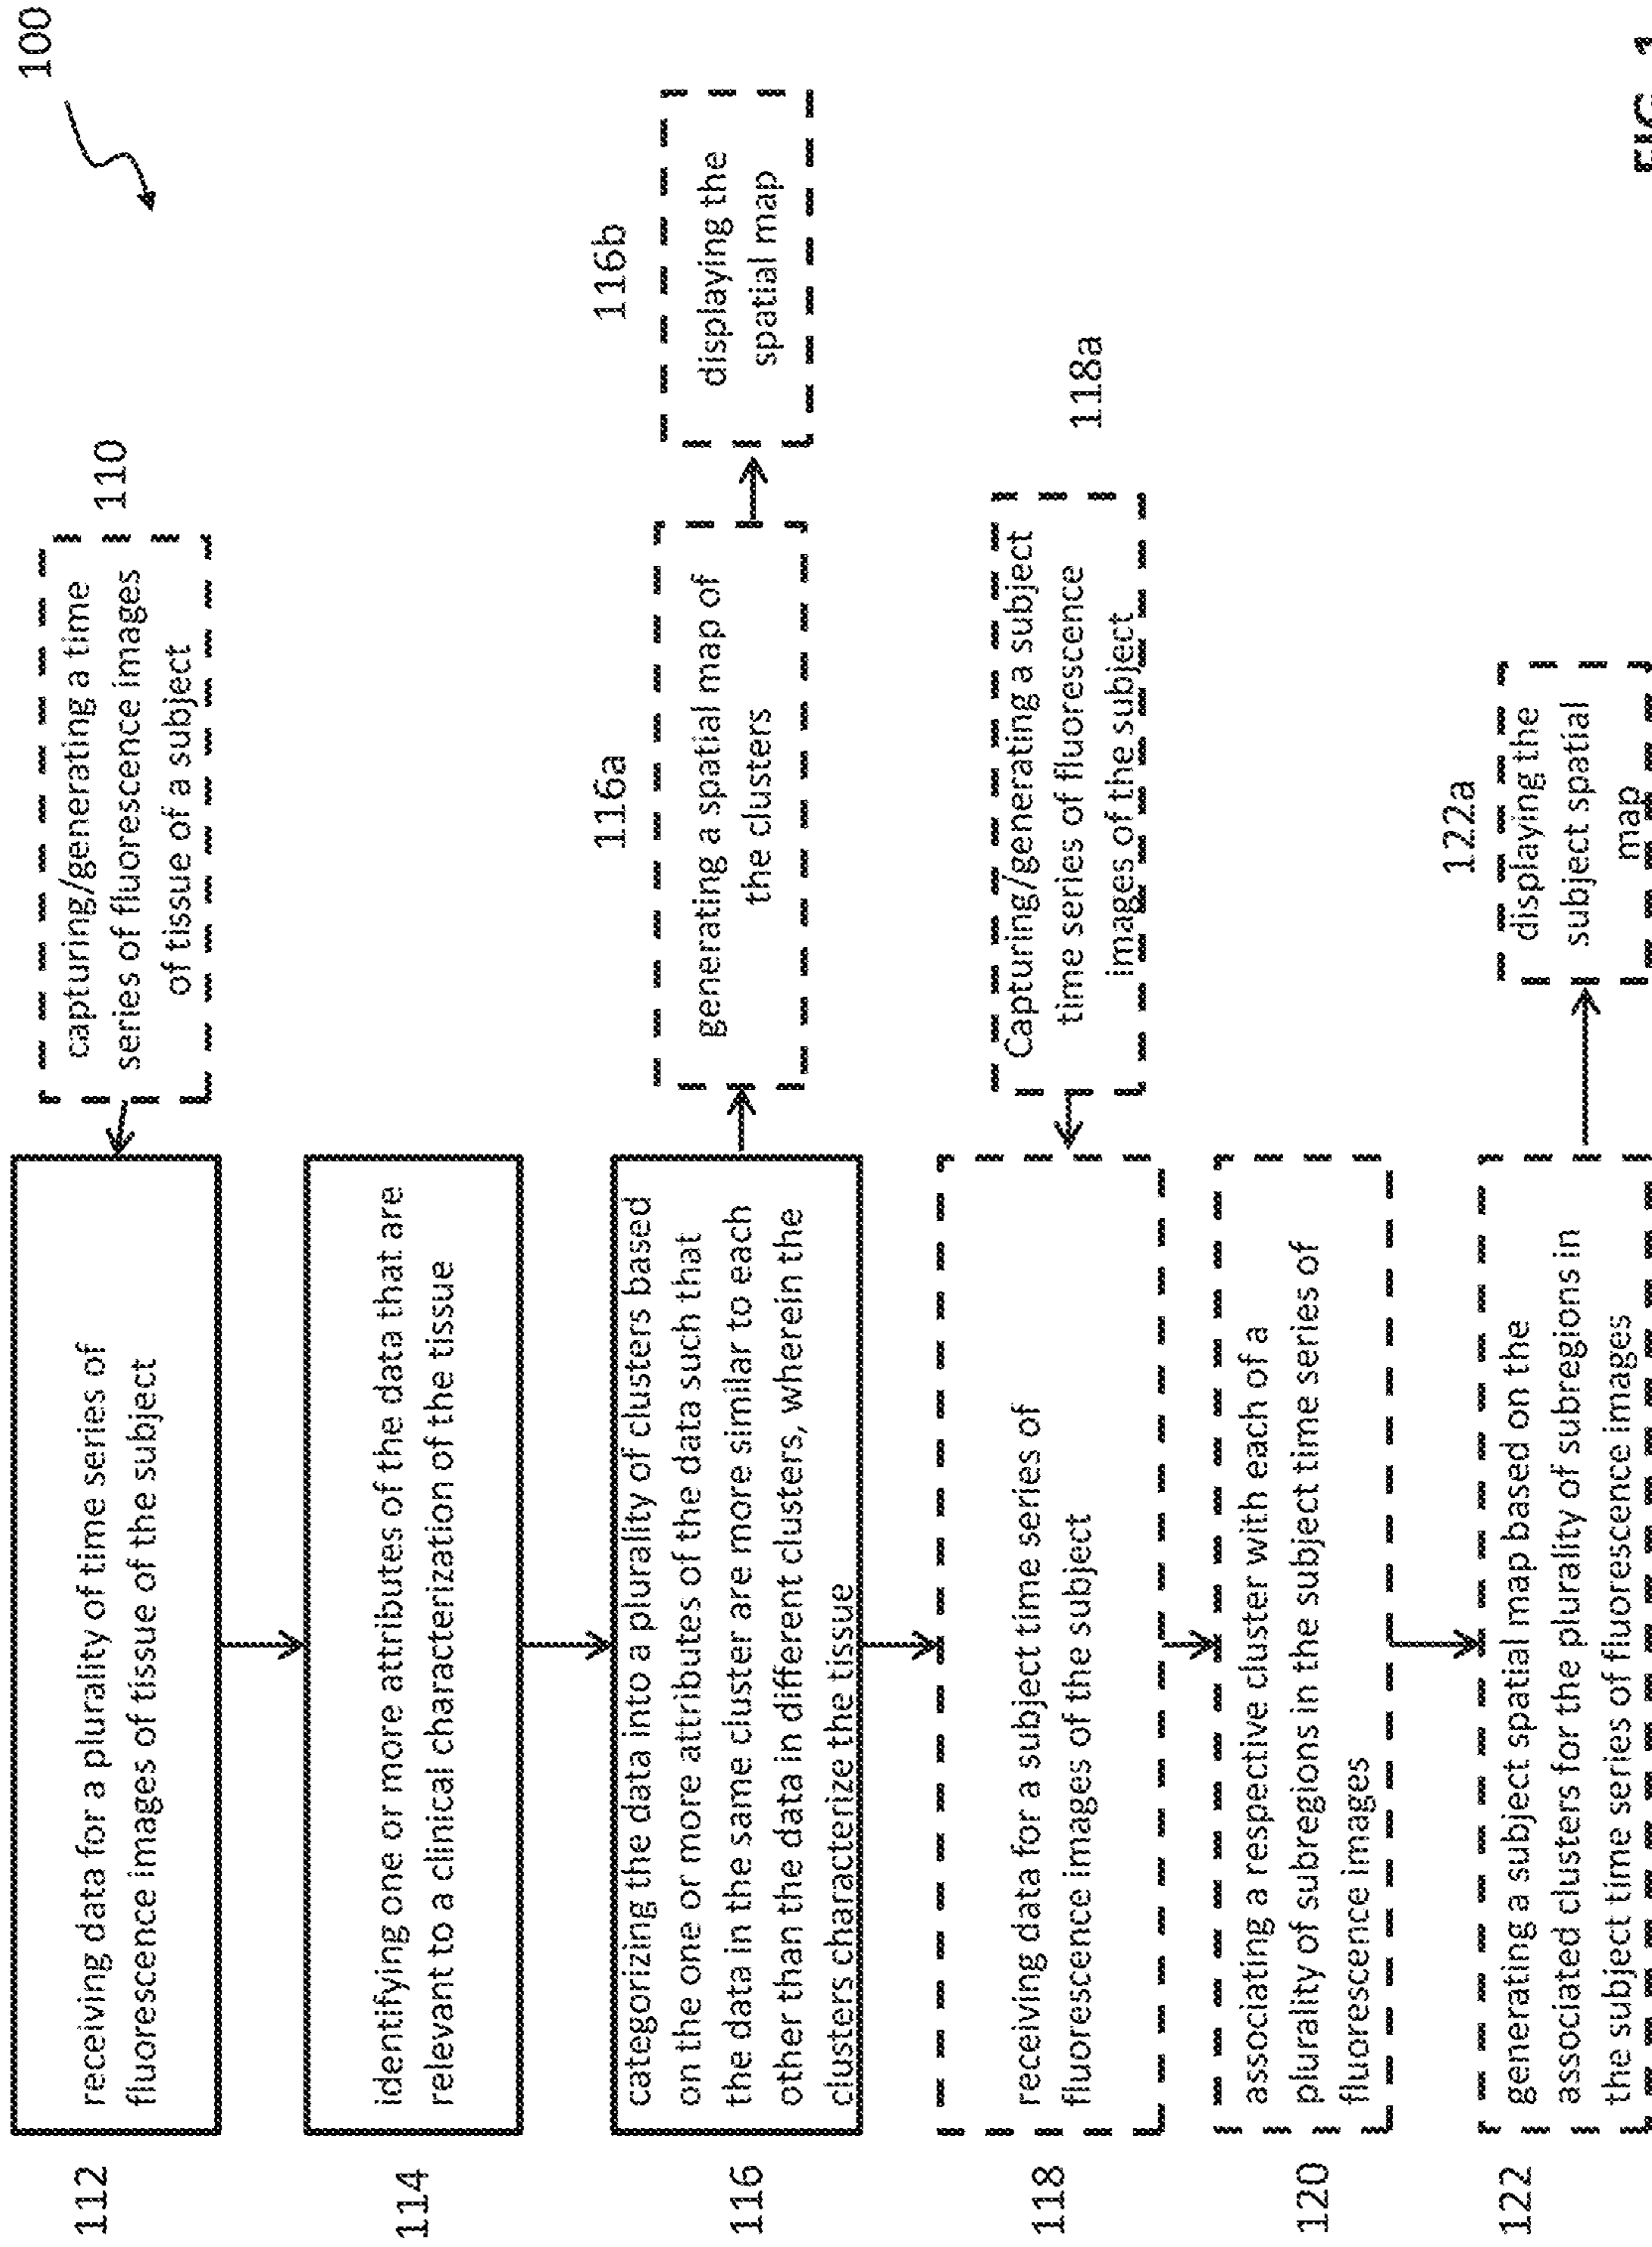 100
110
capturing/generating a time
series of fluorescence images
of tissue of a subject
112
receiving data for a plurality of time series of
fluorescence images of tissue of the subject
114
identifying one or more attributes of the data that are
relevant to a clinical characterization of the tissue
116
categorizing the data into a plurality of clusters based
on the one or more attributes of the data such that
the data in the same cluster are more similar to each
other than the data in different clusters, wherein the
clusters characterize the tissue
116a
generating a spatial map of
the clusters
116b
displaying the
spatial map
118
receiving data for a subject time series of
fluorescence images of the subject
118a
Capturing/generating a subject
time series of fluorescence
images of the subject
120
associating a respective cluster with each of a
plurality of subregions in the subject time series of
fluorescence images
122
generating a subject spatial map based on the
associated clusters for the plurality of subregions in
the subject time series of fluorescence images
122a
displaying the
subject spatial
map
FIG. 1